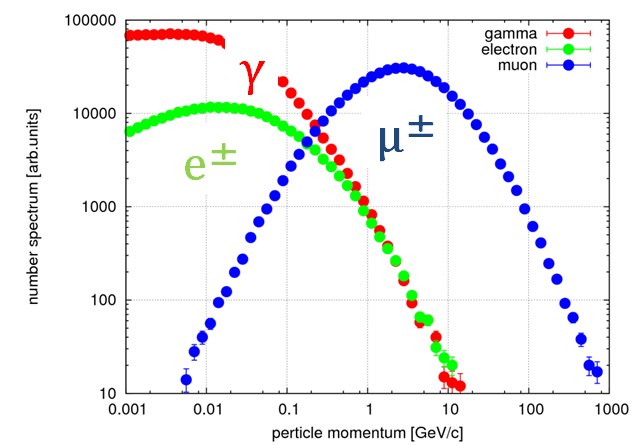 100000
10000
1000
100
10
0.001 0.01 0.1 1 10 100 1000
number spectrum [arb.units]
particle momentum [GeV/c]
gamma
electron
muon
γ
e±
μ±